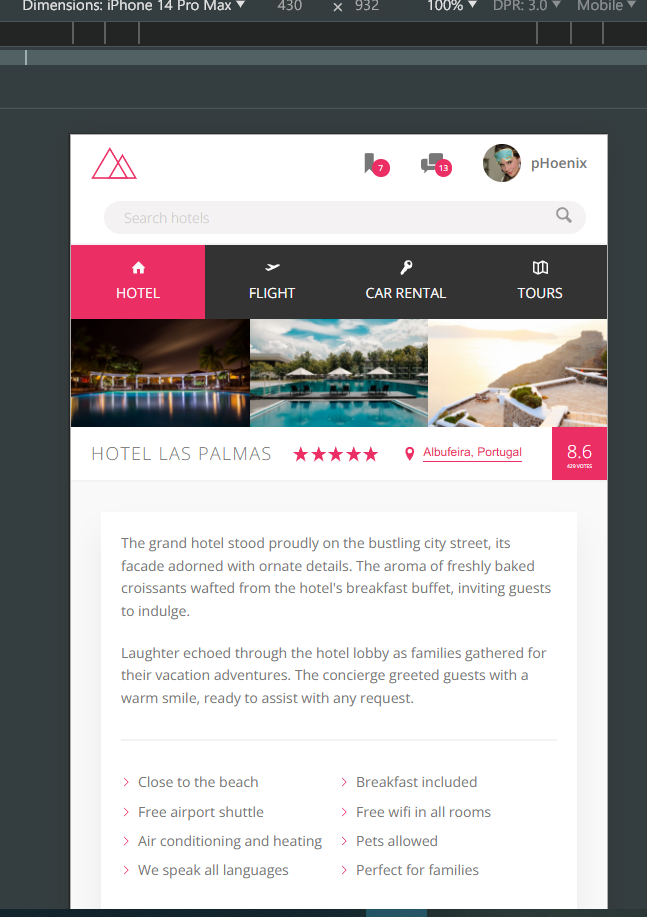 Dimensions: iPhone 14 Pro Max ▼ 430 × 932 100% ▼ DPR: 3.0 ▼ Mobile ▼
7 13 pHoenix
Search hotels
HOTEL FLIGHT CAR RENTAL TOURS
HOTEL LAS PALMAS ★★★★★ Albufeira, Portugal 8.6
429 VOTES
The grand hotel stood proudly on the bustling city street, its
facade adorned with ornate details. The aroma of freshly baked
croissants wafted from the hotel's breakfast buffet, inviting guests
to indulge.
Laughter echoed through the hotel lobby as families gathered for
their vacation adventures. The concierge greeted guests with a
warm smile, ready to assist with any request.
Close to the beach Breakfast included
Free airport shuttle Free wifi in all rooms
Air conditioning and heating Pets allowed
We speak all languages Perfect for families